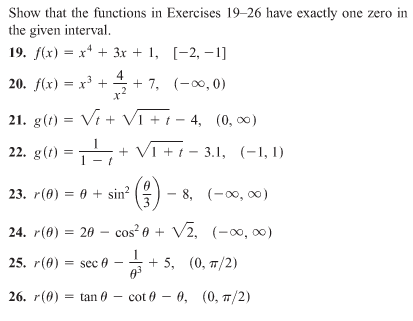 Show that the functions in Exercises 19–26 have exactly one zero in
the given interval.
19. f(x) = x⁴ + 3x + 1, [−2, −1]
20. f(x) = x³ + 4/x² + 7, (−∞, 0)
21. g(t) = √t + √(1 + t) − 4, (0, ∞)
22. g(t) = 1/(1 − t) + √(1 + t) − 3.1, (−1, 1)
23. r(θ) = θ + sin²(θ/3) − 8, (−∞, ∞)
24. r(θ) = 2θ − cos² θ + √2, (−∞, ∞)
25. r(θ) = sec θ − 1/θ³ + 5, (0, π/2)
26. r(θ) = tan θ − cot θ − θ, (0, π/2)